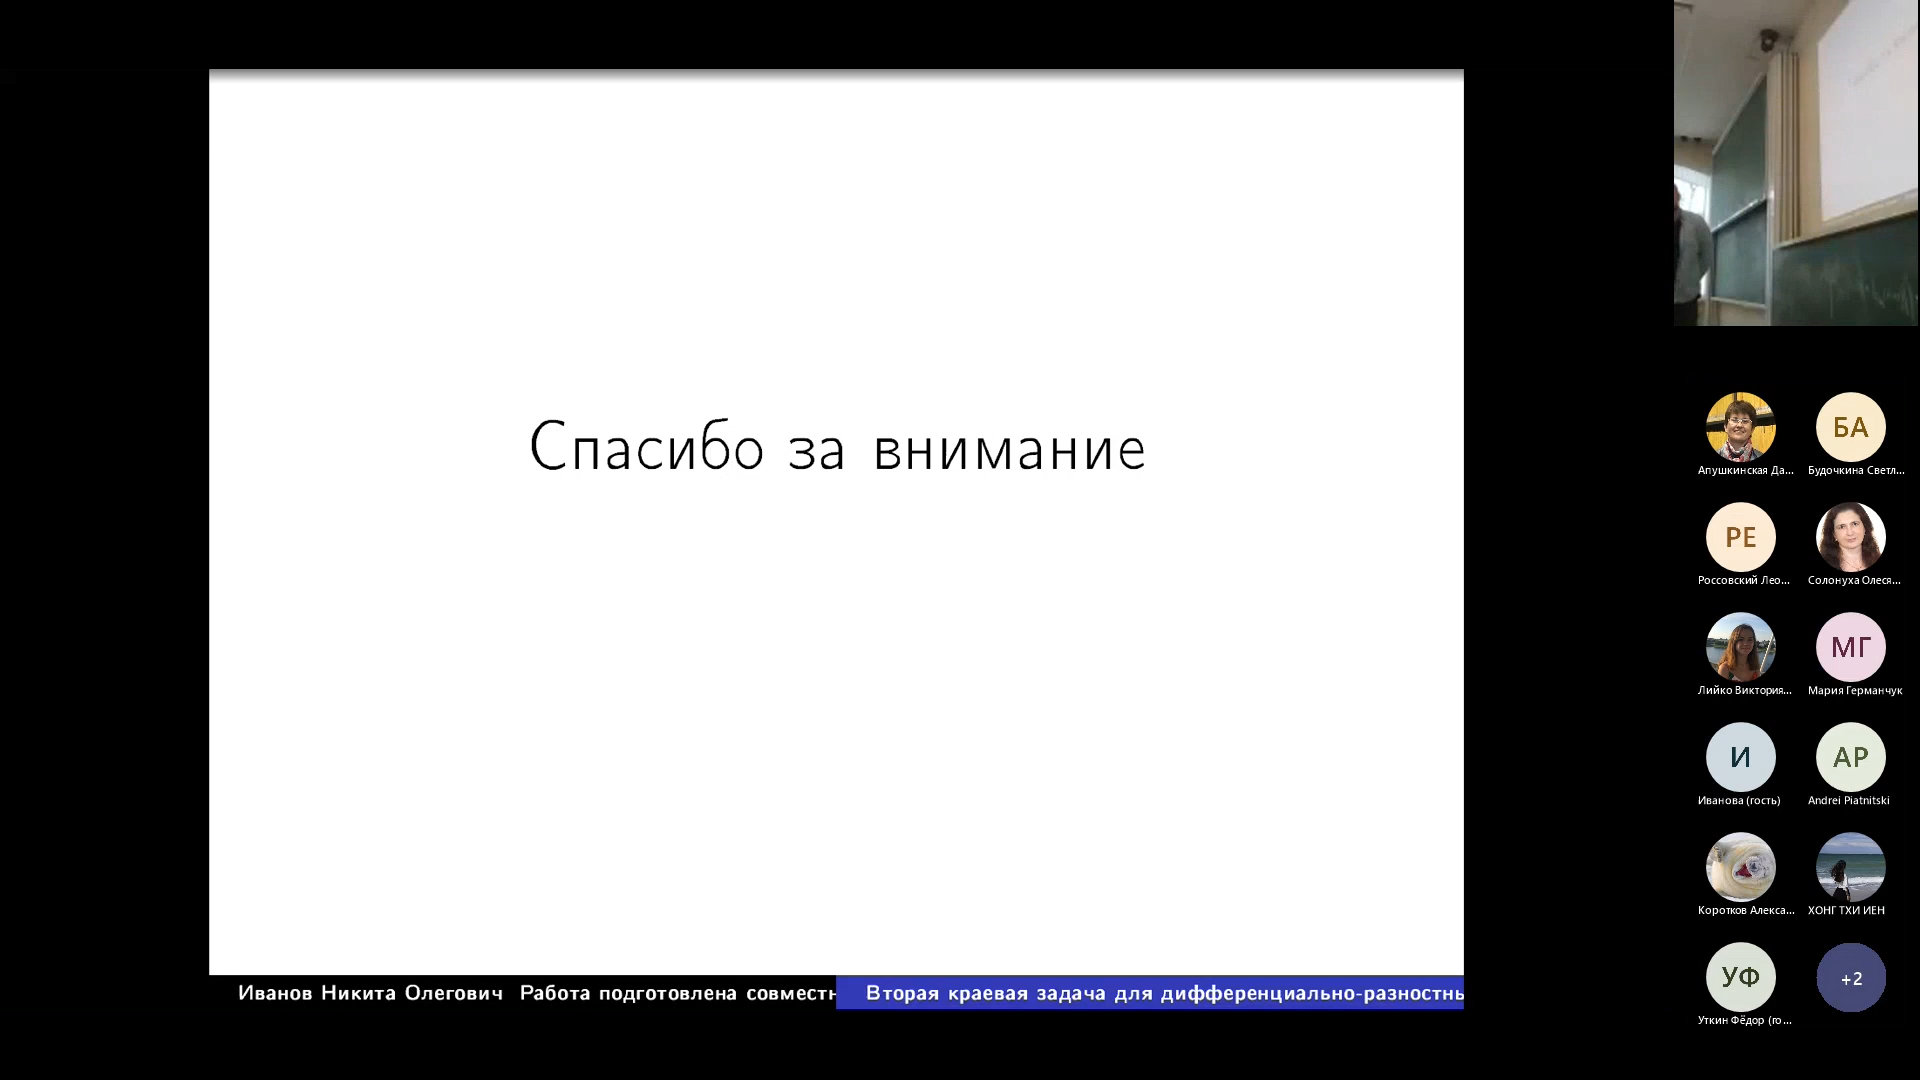 Спасибо за внимание
Иванов Никита Олегович Работа подготовлена совместн
Вторая краевая задача для дифференциально-разностны
Апушкинская Да...
БА
Будочкина Светл...
РЕ
Россовский Лео...
Солонуха Олеся...
Лийко Виктория...
МГ
Мария Германчук
И
Иванова (гость)
АР
Andrei Piatnitski
Коротков Алекса...
ХОНГ ТХИ ИЕН
УФ
Уткин Фёдор (го...
+2